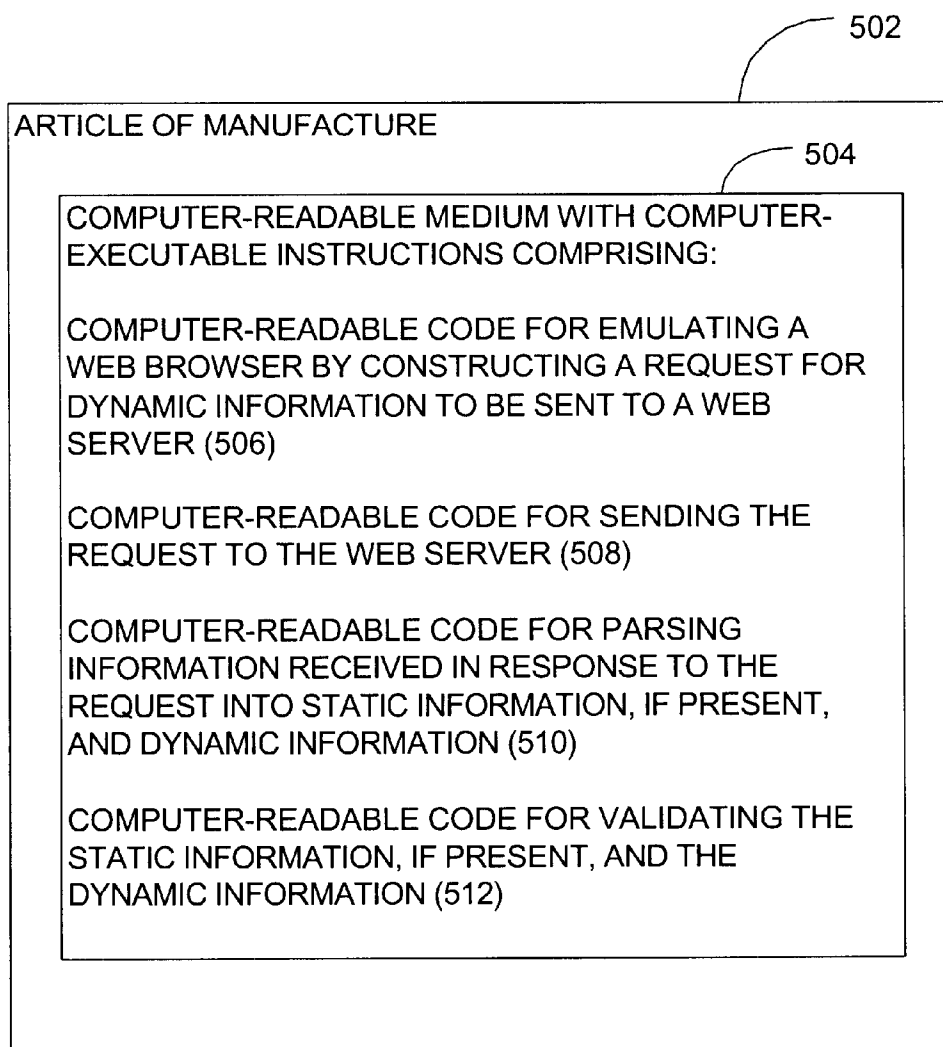 502
ARTICLE OF MANUFACTURE
504
COMPUTER-READABLE MEDIUM WITH COMPUTER-
EXECUTABLE INSTRUCTIONS COMPRISING:
COMPUTER-READABLE CODE FOR EMULATING A
WEB BROWSER BY CONSTRUCTING A REQUEST FOR
DYNAMIC INFORMATION TO BE SENT TO A WEB
SERVER (506)
COMPUTER-READABLE CODE FOR SENDING THE
REQUEST TO THE WEB SERVER (508)
COMPUTER-READABLE CODE FOR PARSING
INFORMATION RECEIVED IN RESPONSE TO THE
REQUEST INTO STATIC INFORMATION, IF PRESENT,
AND DYNAMIC INFORMATION (510)
COMPUTER-READABLE CODE FOR VALIDATING THE
STATIC INFORMATION, IF PRESENT, AND THE
DYNAMIC INFORMATION (512)